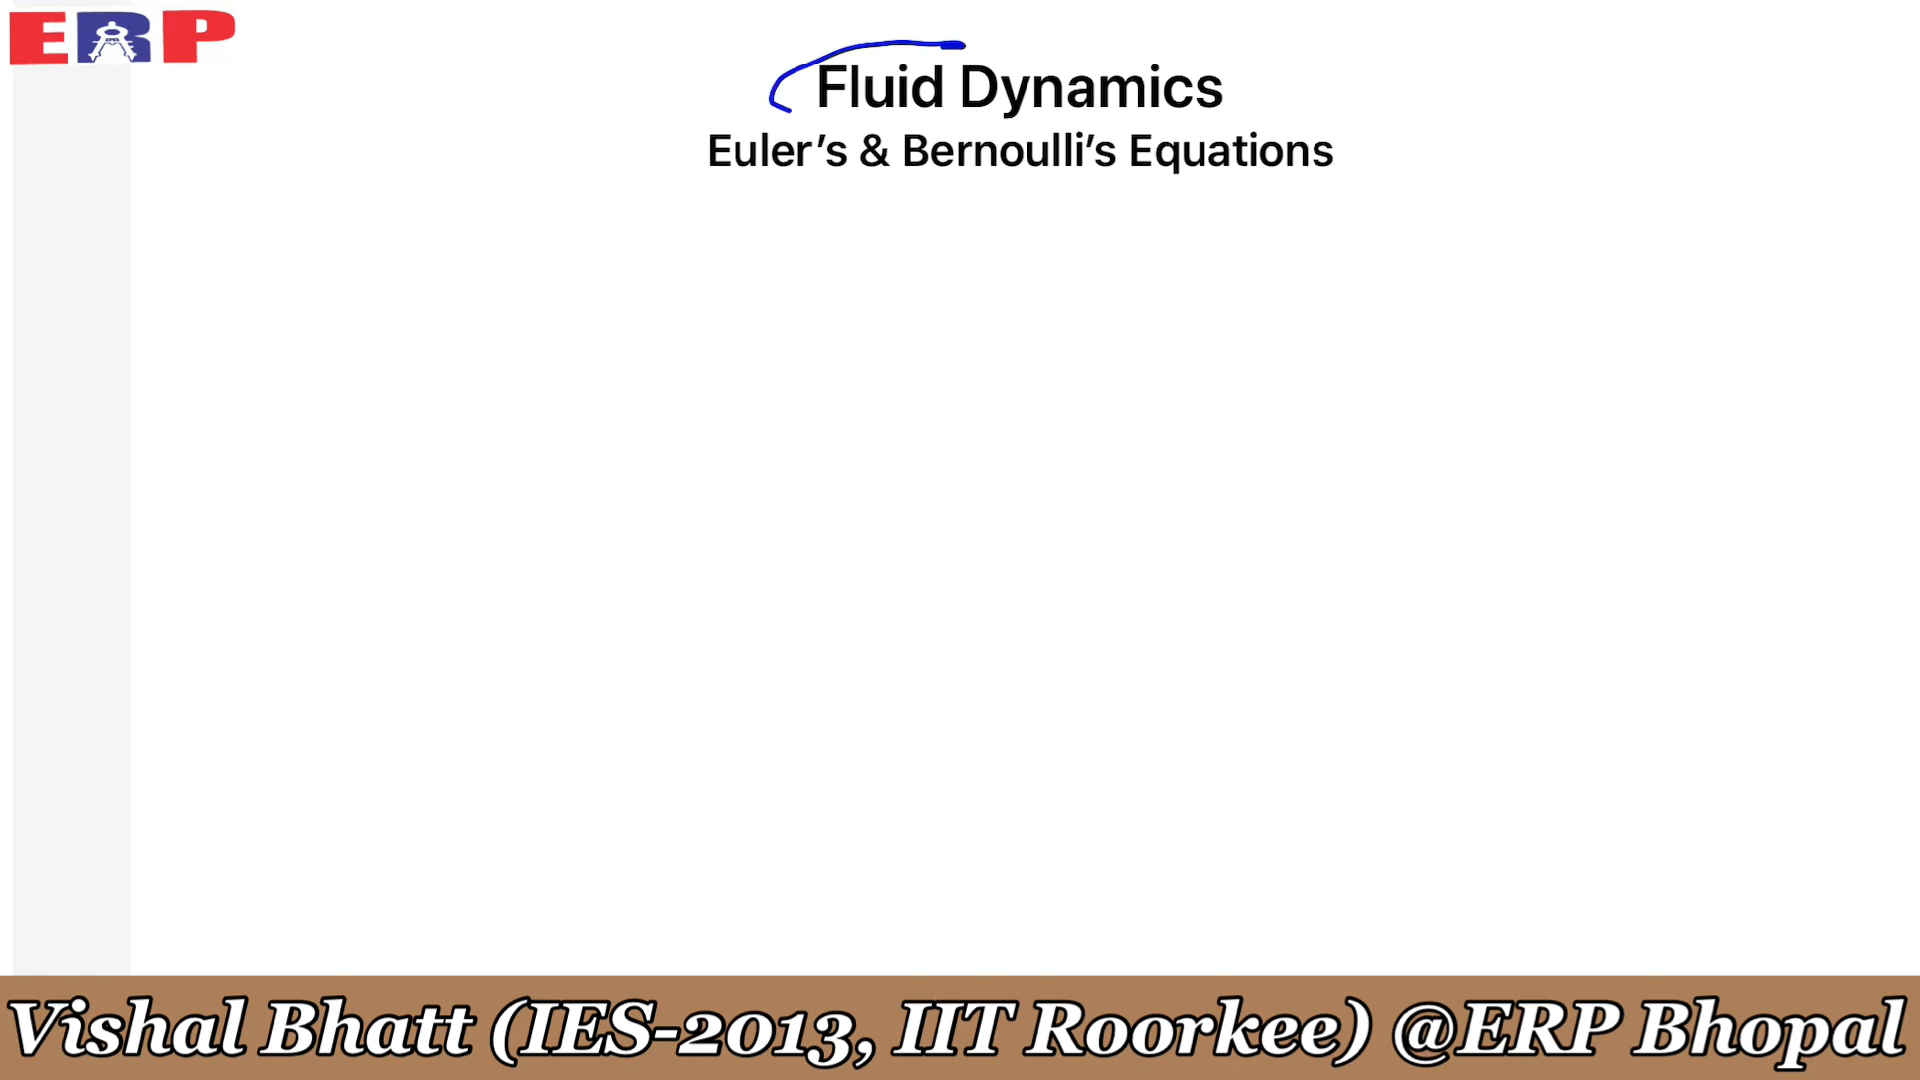 ERP
Fluid Dynamics
Euler’s & Bernoulli’s Equations
Vishal Bhatt (IES-2013, IIT Roorkee) @ERP Bhopal